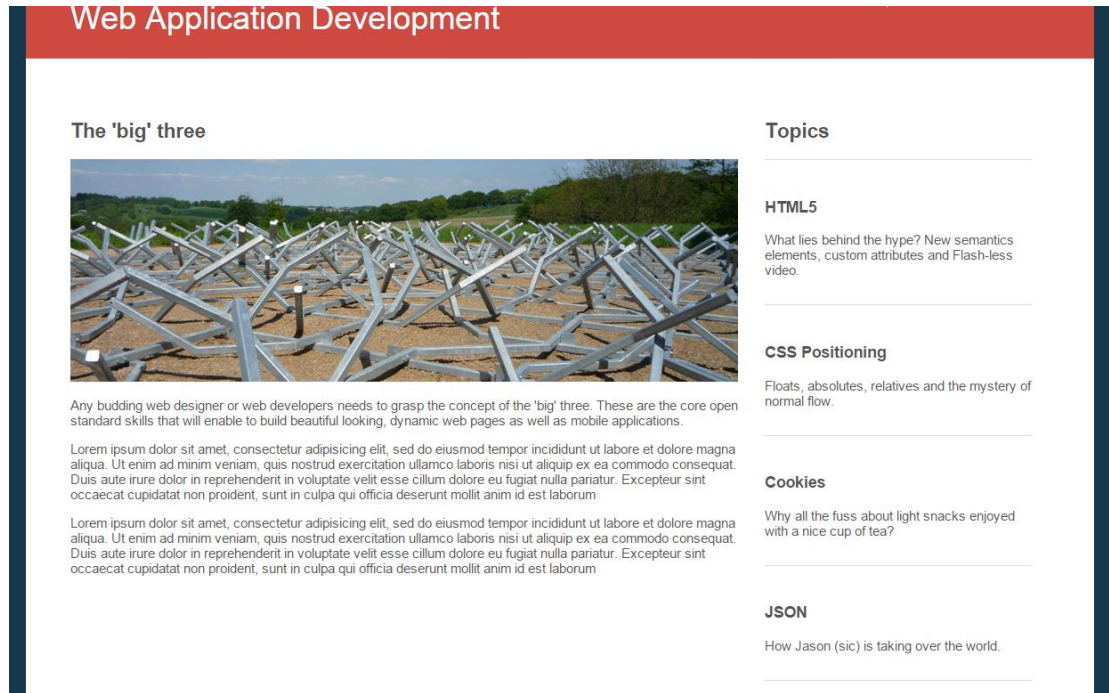 Web Application Development
The 'big' three
Any budding web designer or web developers needs to grasp the concept of the 'big' three. These are the core open
standard skills that will enable to build beautiful looking, dynamic web pages as well as mobile applications.
Lorem ipsum dolor sit amet, consectetur adipisicing elit, sed do eiusmod tempor incididunt ut labore et dolore magna
aliqua. Ut enim ad minim veniam, quis nostrud exercitation ullamco laboris nisi ut aliquip ex ea commodo consequat.
Duis aute irure dolor in reprehenderit in voluptate velit esse cillum dolore eu fugiat nulla pariatur. Excepteur sint
occaecat cupidatat non proident, sunt in culpa qui officia deserunt mollit anim id est laborum
Lorem ipsum dolor sit amet, consectetur adipisicing elit, sed do eiusmod tempor incididunt ut labore et dolore magna
aliqua. Ut enim ad minim veniam, quis nostrud exercitation ullamco laboris nisi ut aliquip ex ea commodo consequat.
Duis aute irure dolor in reprehenderit in voluptate velit esse cillum dolore eu fugiat nulla pariatur. Excepteur sint
occaecat cupidatat non proident, sunt in culpa qui officia deserunt mollit anim id est laborum
Topics
HTML5
What lies behind the hype? New semantics
elements, custom attributes and Flash-less
video.
CSS Positioning
Floats, absolutes, relatives and the mystery of
normal flow.
Cookies
Why all the fuss about light snacks enjoyed
with a nice cup of tea?
JSON
How Jason (sic) is taking over the world.